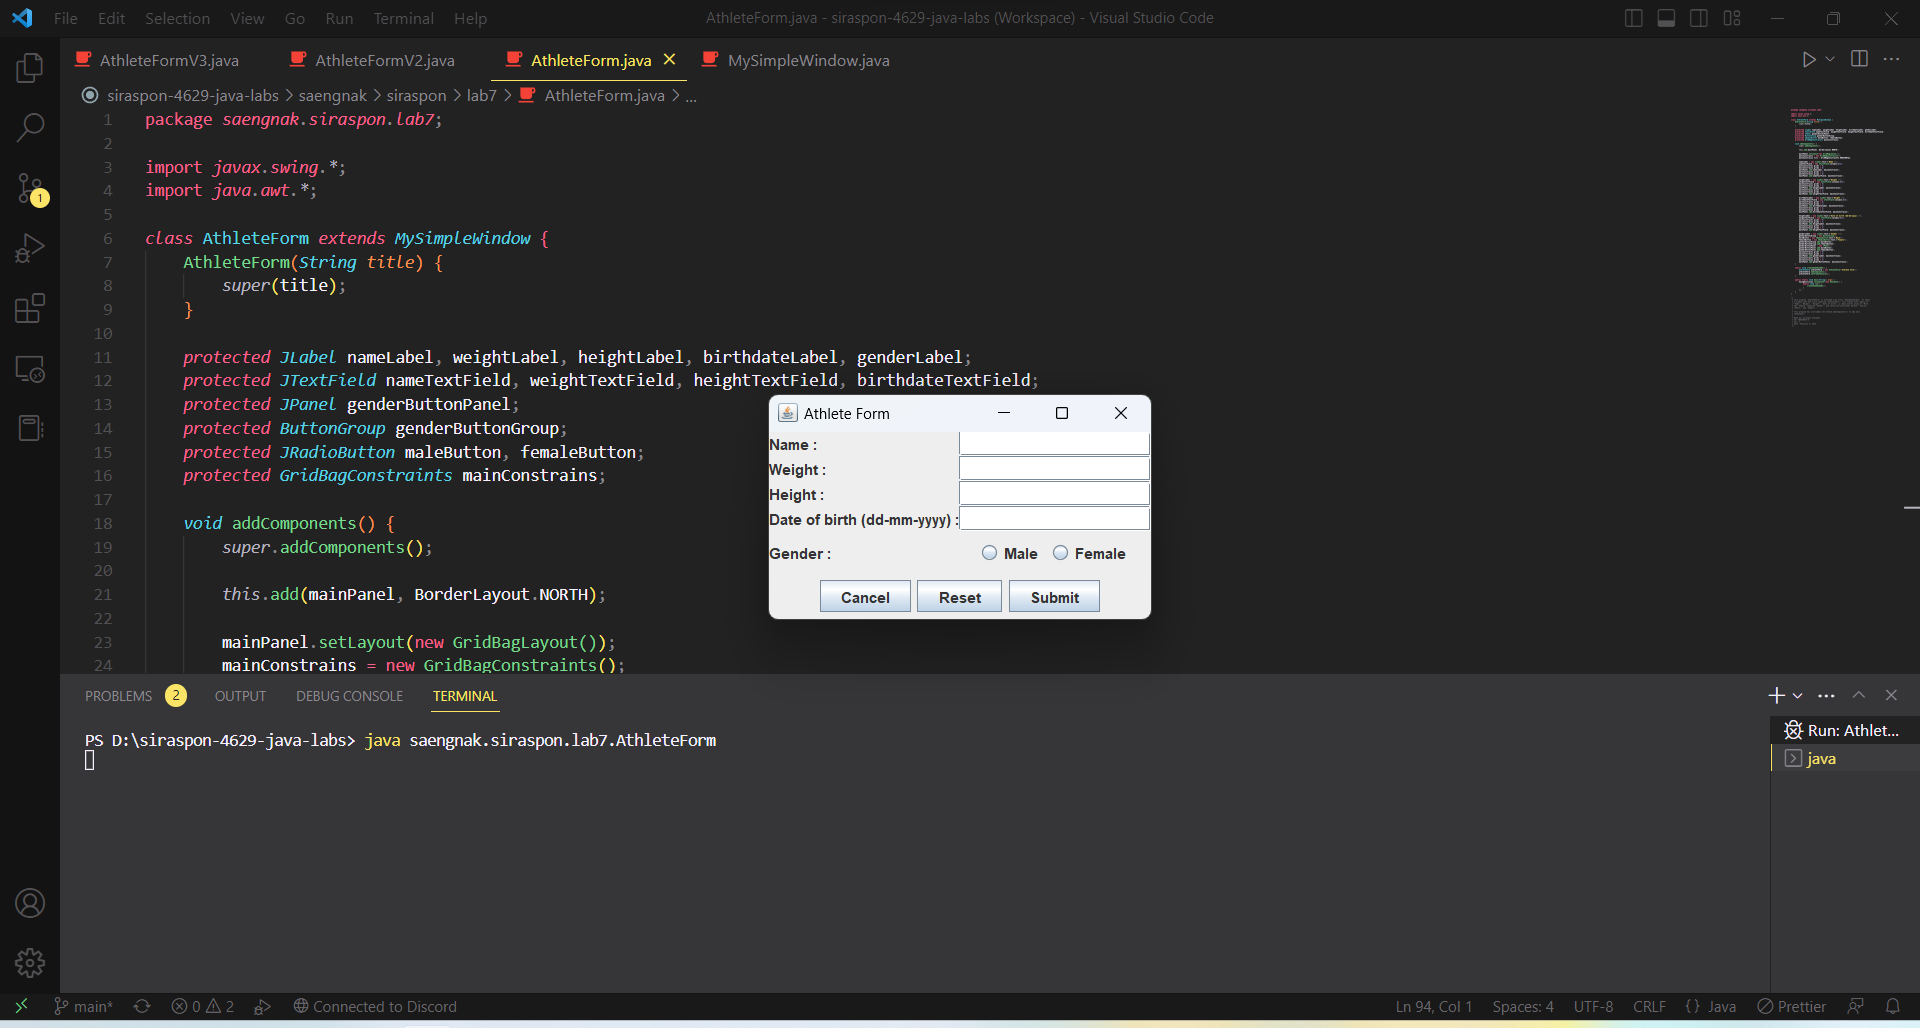 File Edit Selection View Go Run Terminal Help
AthleteForm.java - siraspon-4629-java-labs (Workspace) - Visual Studio Code
AthleteFormV3.java AthleteFormV2.java AthleteForm.java MySimpleWindow.java
siraspon-4629-java-labs > saengnak > siraspon > lab7 > AthleteForm.java > ...
1 package saengnak.siraspon.lab7;
2
3 import javax.swing.*;
4 import java.awt.*;
5
6 class AthleteForm extends MySimpleWindow {
7 AthleteForm(String title) {
8 super(title);
9 }
10
11 protected JLabel nameLabel, weightLabel, heightLabel, birthdateLabel, genderLabel;
12 protected JTextField nameTextField, weightTextField, heightTextField, birthdateTextField;
13 protected JPanel genderButtonPanel;
14 protected ButtonGroup genderButtonGroup;
15 protected JRadioButton maleButton, femaleButton;
16 protected GridBagConstraints mainConstrains;
17
18 void addComponents() {
19 super.addComponents();
20
21 this.add(mainPanel, BorderLayout.NORTH);
22
23 mainPanel.setLayout(new GridBagLayout());
24 mainConstrains = new GridBagConstraints();
Athlete Form
Name :
Weight :
Height :
Date of birth (dd-mm-yyyy) :
Gender : Male Female
Cancel Reset Submit
1
PROBLEMS 2 OUTPUT DEBUG CONSOLE TERMINAL
PS D:\siraspon-4629-java-labs> java saengnak.siraspon.lab7.AthleteForm
Run: Athlet...
java
main* 0 2 Connected to Discord Ln 94, Col 1 Spaces: 4 UTF-8 CRLF {} Java Prettier